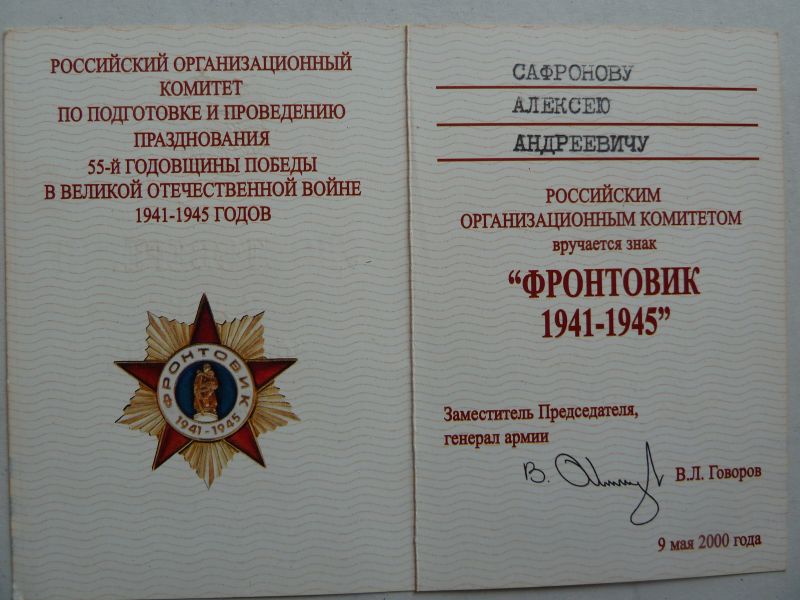 РОССИЙСКИЙ ОРГАНИЗАЦИОННЫЙ
КОМИТЕТ
ПО ПОДГОТОВКЕ И ПРОВЕДЕНИЮ
ПРАЗДНОВАНИЯ
55-й ГОДОВЩИНЫ ПОБЕДЫ
В ВЕЛИКОЙ ОТЕЧЕСТВЕННОЙ ВОЙНЕ
1941-1945 ГОДОВ
ФРОНТОВИК
1941-1945
САФРОНОВУ
АЛЕКСЕЮ
АНДРЕЕВИЧУ
РОССИЙСКИМ
ОРГАНИЗАЦИОННЫМ КОМИТЕТОМ
вручается знак
“ФРОНТОВИК
1941-1945”
Заместитель Председателя,
генерал армии
В.Л. Говоров
9 мая 2000 года